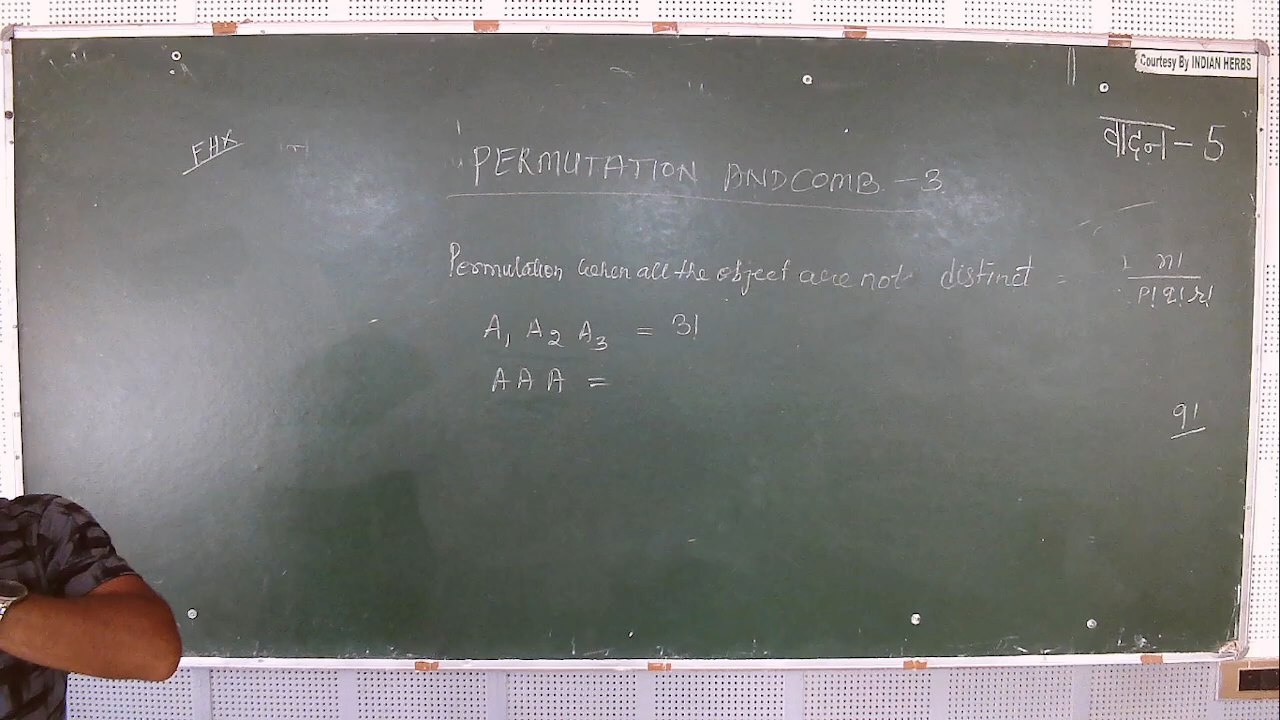 Courtesy By INDIAN HERBS
वादन - 5
FHX
PERMUTATION AND COMB. - 3
Permutation when all the object are not distinct = n! / P! q! r!
A₁ A₂ A₃ = 3!
A A A =
9!